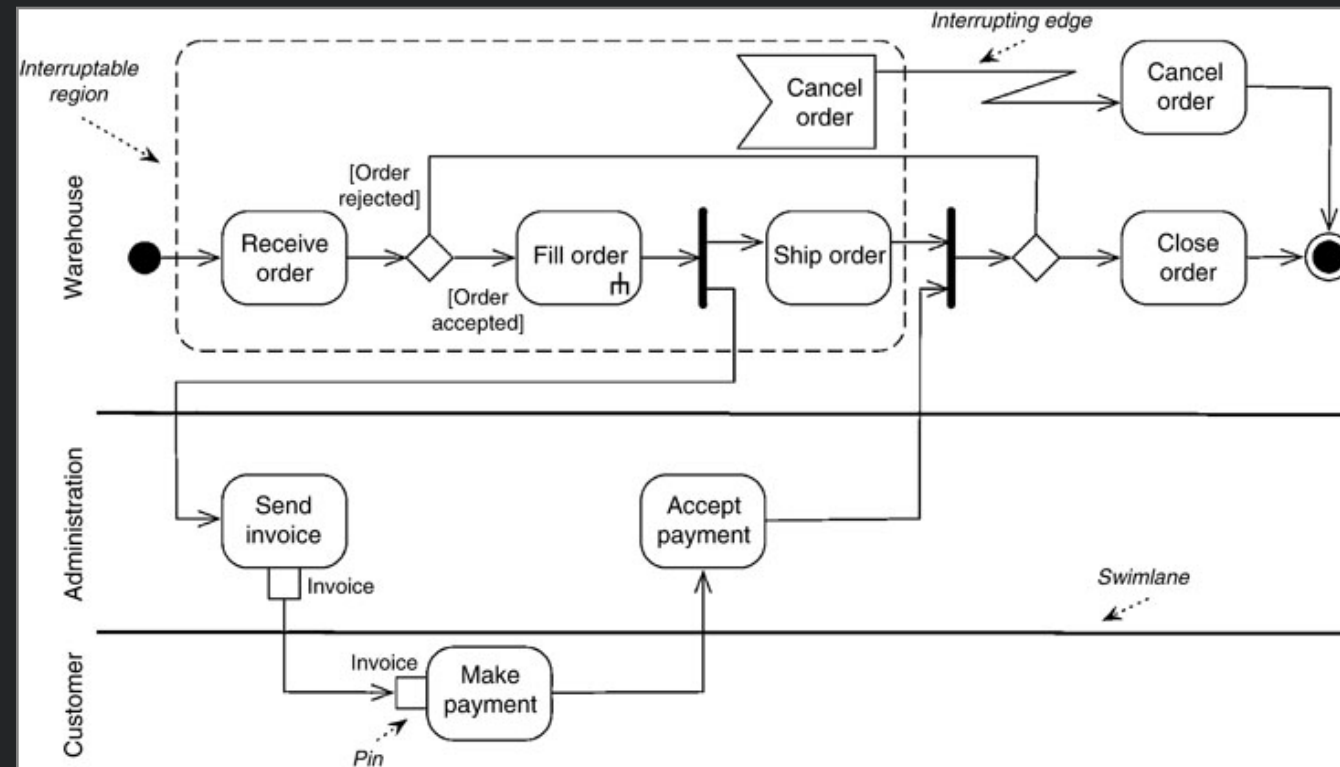 Interrupting edge
Interruptable
region
Cancel
order
Cancel
order
Warehouse
[Order
rejected]
Receive
order
Fill order
Ship order
Close
order
[Order
accepted]
Administration
Send
invoice
Accept
payment
Invoice
Swimlane
Customer
Invoice
Make
payment
Pin